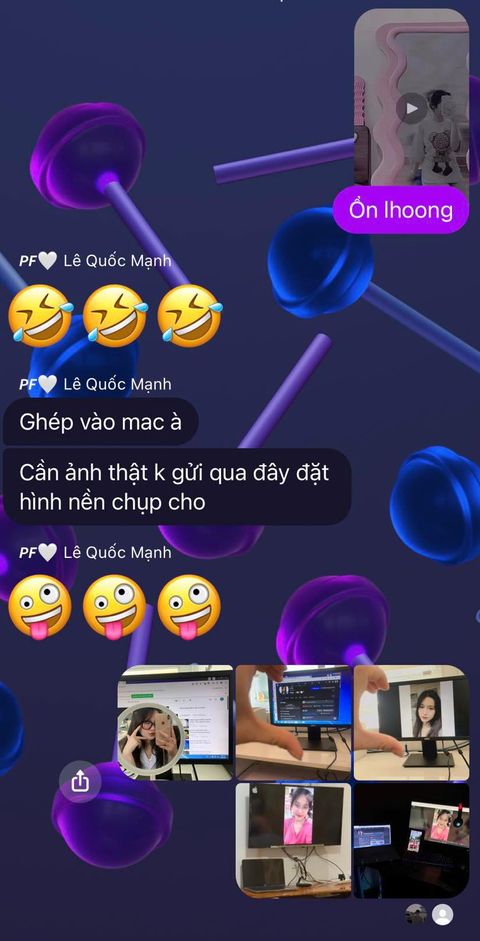 Ổn lhoong
PF🤍 Lê Quốc Mạnh
🤣🤣🤣
PF🤍 Lê Quốc Mạnh
Ghép vào mac à
Cần ảnh thật k gửi qua đây đặt
hình nền chụp cho
PF🤍 Lê Quốc Mạnh
🤪🤪🤪